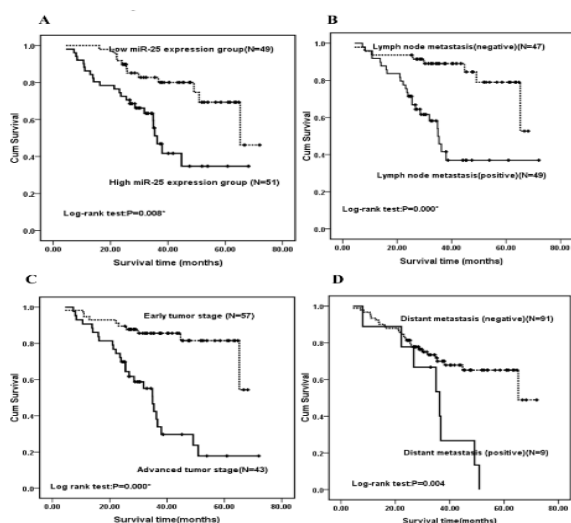 A
Low miR-25 expression group(N=49)
High miR-25 expression group (N=51)
Log-rank test:P=0.008*
Cum Survival
1.0
0.8
0.6
0.4
0.2
0.0
0.00 20.00 40.00 60.00 80.00
Survival time (months)
B
Lymph node metastasis(negative)(N=47)
Lymph node metastasis(positive)(N=49)
Log-rank test:P=0.000*
Cum Survival
1.0
0.8
0.6
0.4
0.2
0.0
0.00 20.00 40.00 60.00 80.00
Survival time (months)
C
Early tumor stage (N=57)
Advanced tumor stage(N=43)
Log rank test:P=0.000*
Cum Survival
1.0
0.8
0.6
0.4
0.2
0.0
0.00 20.00 40.00 60.00 80.00
Survival time (months)
D
Distant metastasis (negative)(N=91)
Distant metastasis (positive)(N=9)
Log-rank test:P=0.004
Cum Survival
1.0
0.8
0.6
0.4
0.2
0.0
0.00 20.00 40.00 60.00 80.00
Survival time (months)